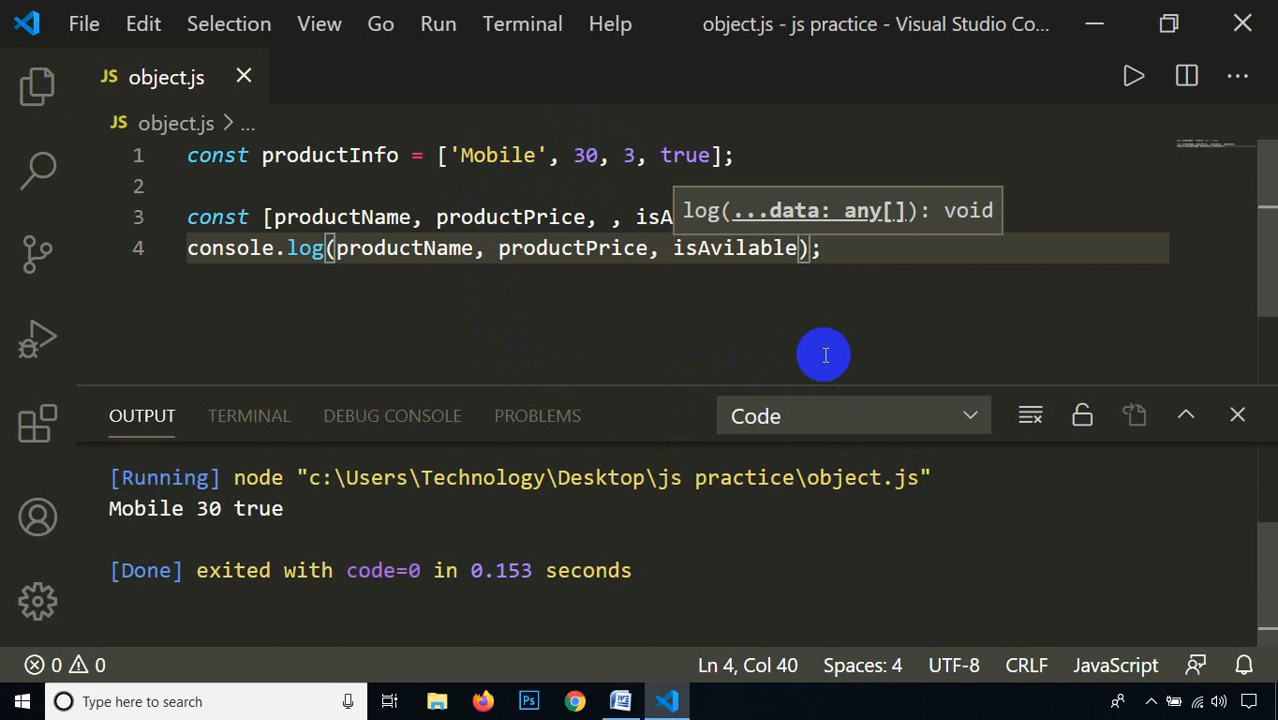 File Edit Selection View Go Run Terminal Help object.js - js practice - Visual Studio Co...
JS object.js
JS object.js > ...
1 const productInfo = ['Mobile', 30, 3, true];
2
log(...data: any[]): void
3 const [productName, productPrice, , isA
4 console.log(productName, productPrice, isAvilable);
OUTPUT TERMINAL DEBUG CONSOLE PROBLEMS Code
[Running] node "c:\Users\Technology\Desktop\js practice\object.js"
Mobile 30 true
[Done] exited with code=0 in 0.153 seconds
0 0 Ln 4, Col 40 Spaces: 4 UTF-8 CRLF JavaScript
Type here to search Ps